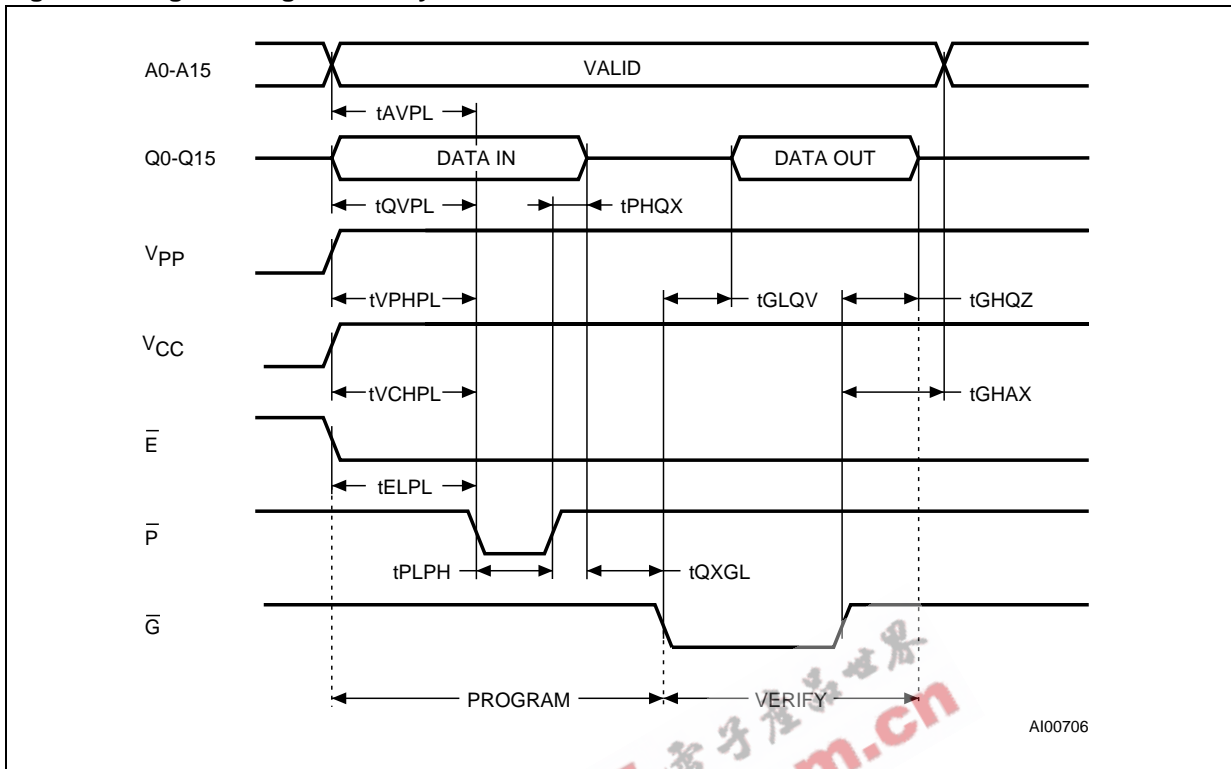 A0-A15
VALID
tAVPL
Q0-Q15
DATA IN
DATA OUT
tQVPL
tPHQX
VPP
tVPHPL
tGLQV
tGHQZ
VCC
tVCHPL
tGHAX
E
tELPL
P
tPLPH
tQXGL
G
PROGRAM
VERIFY
AI00706